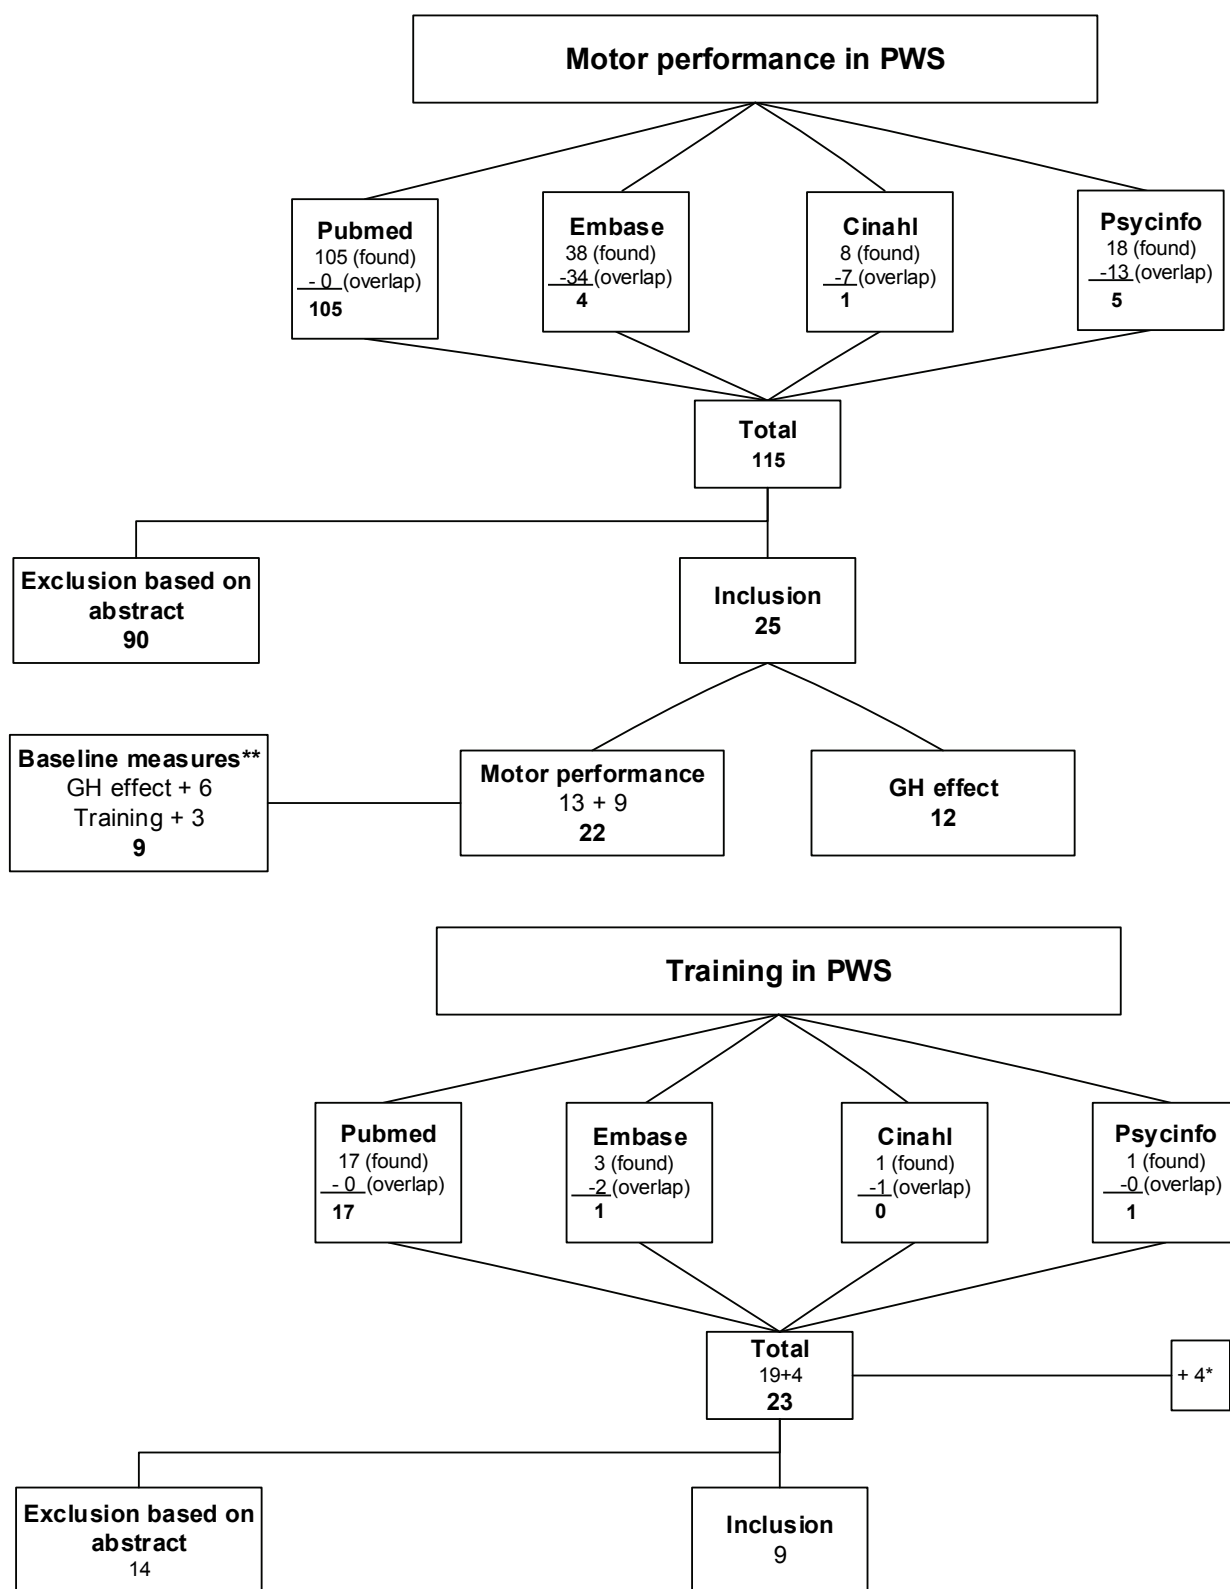 Motor performance in PWS
Pubmed
105 (found)
- 0 (overlap)
105
Embase
38 (found)
-34 (overlap)
4
Cinahl
8 (found)
-7 (overlap)
1
Psycinfo
18 (found)
-13 (overlap)
5
Total
115
Exclusion based on
abstract
90
Inclusion
25
Baseline measures**
GH effect + 6
Training + 3
9
Motor performance
13 + 9
22
GH effect
12
Training in PWS
Pubmed
17 (found)
- 0 (overlap)
17
Embase
3 (found)
-2 (overlap)
1
Cinahl
1 (found)
-1 (overlap)
0
Psycinfo
1 (found)
-0 (overlap)
1
Total
19+4
23
+ 4*
Exclusion based on
abstract
14
Inclusion
9